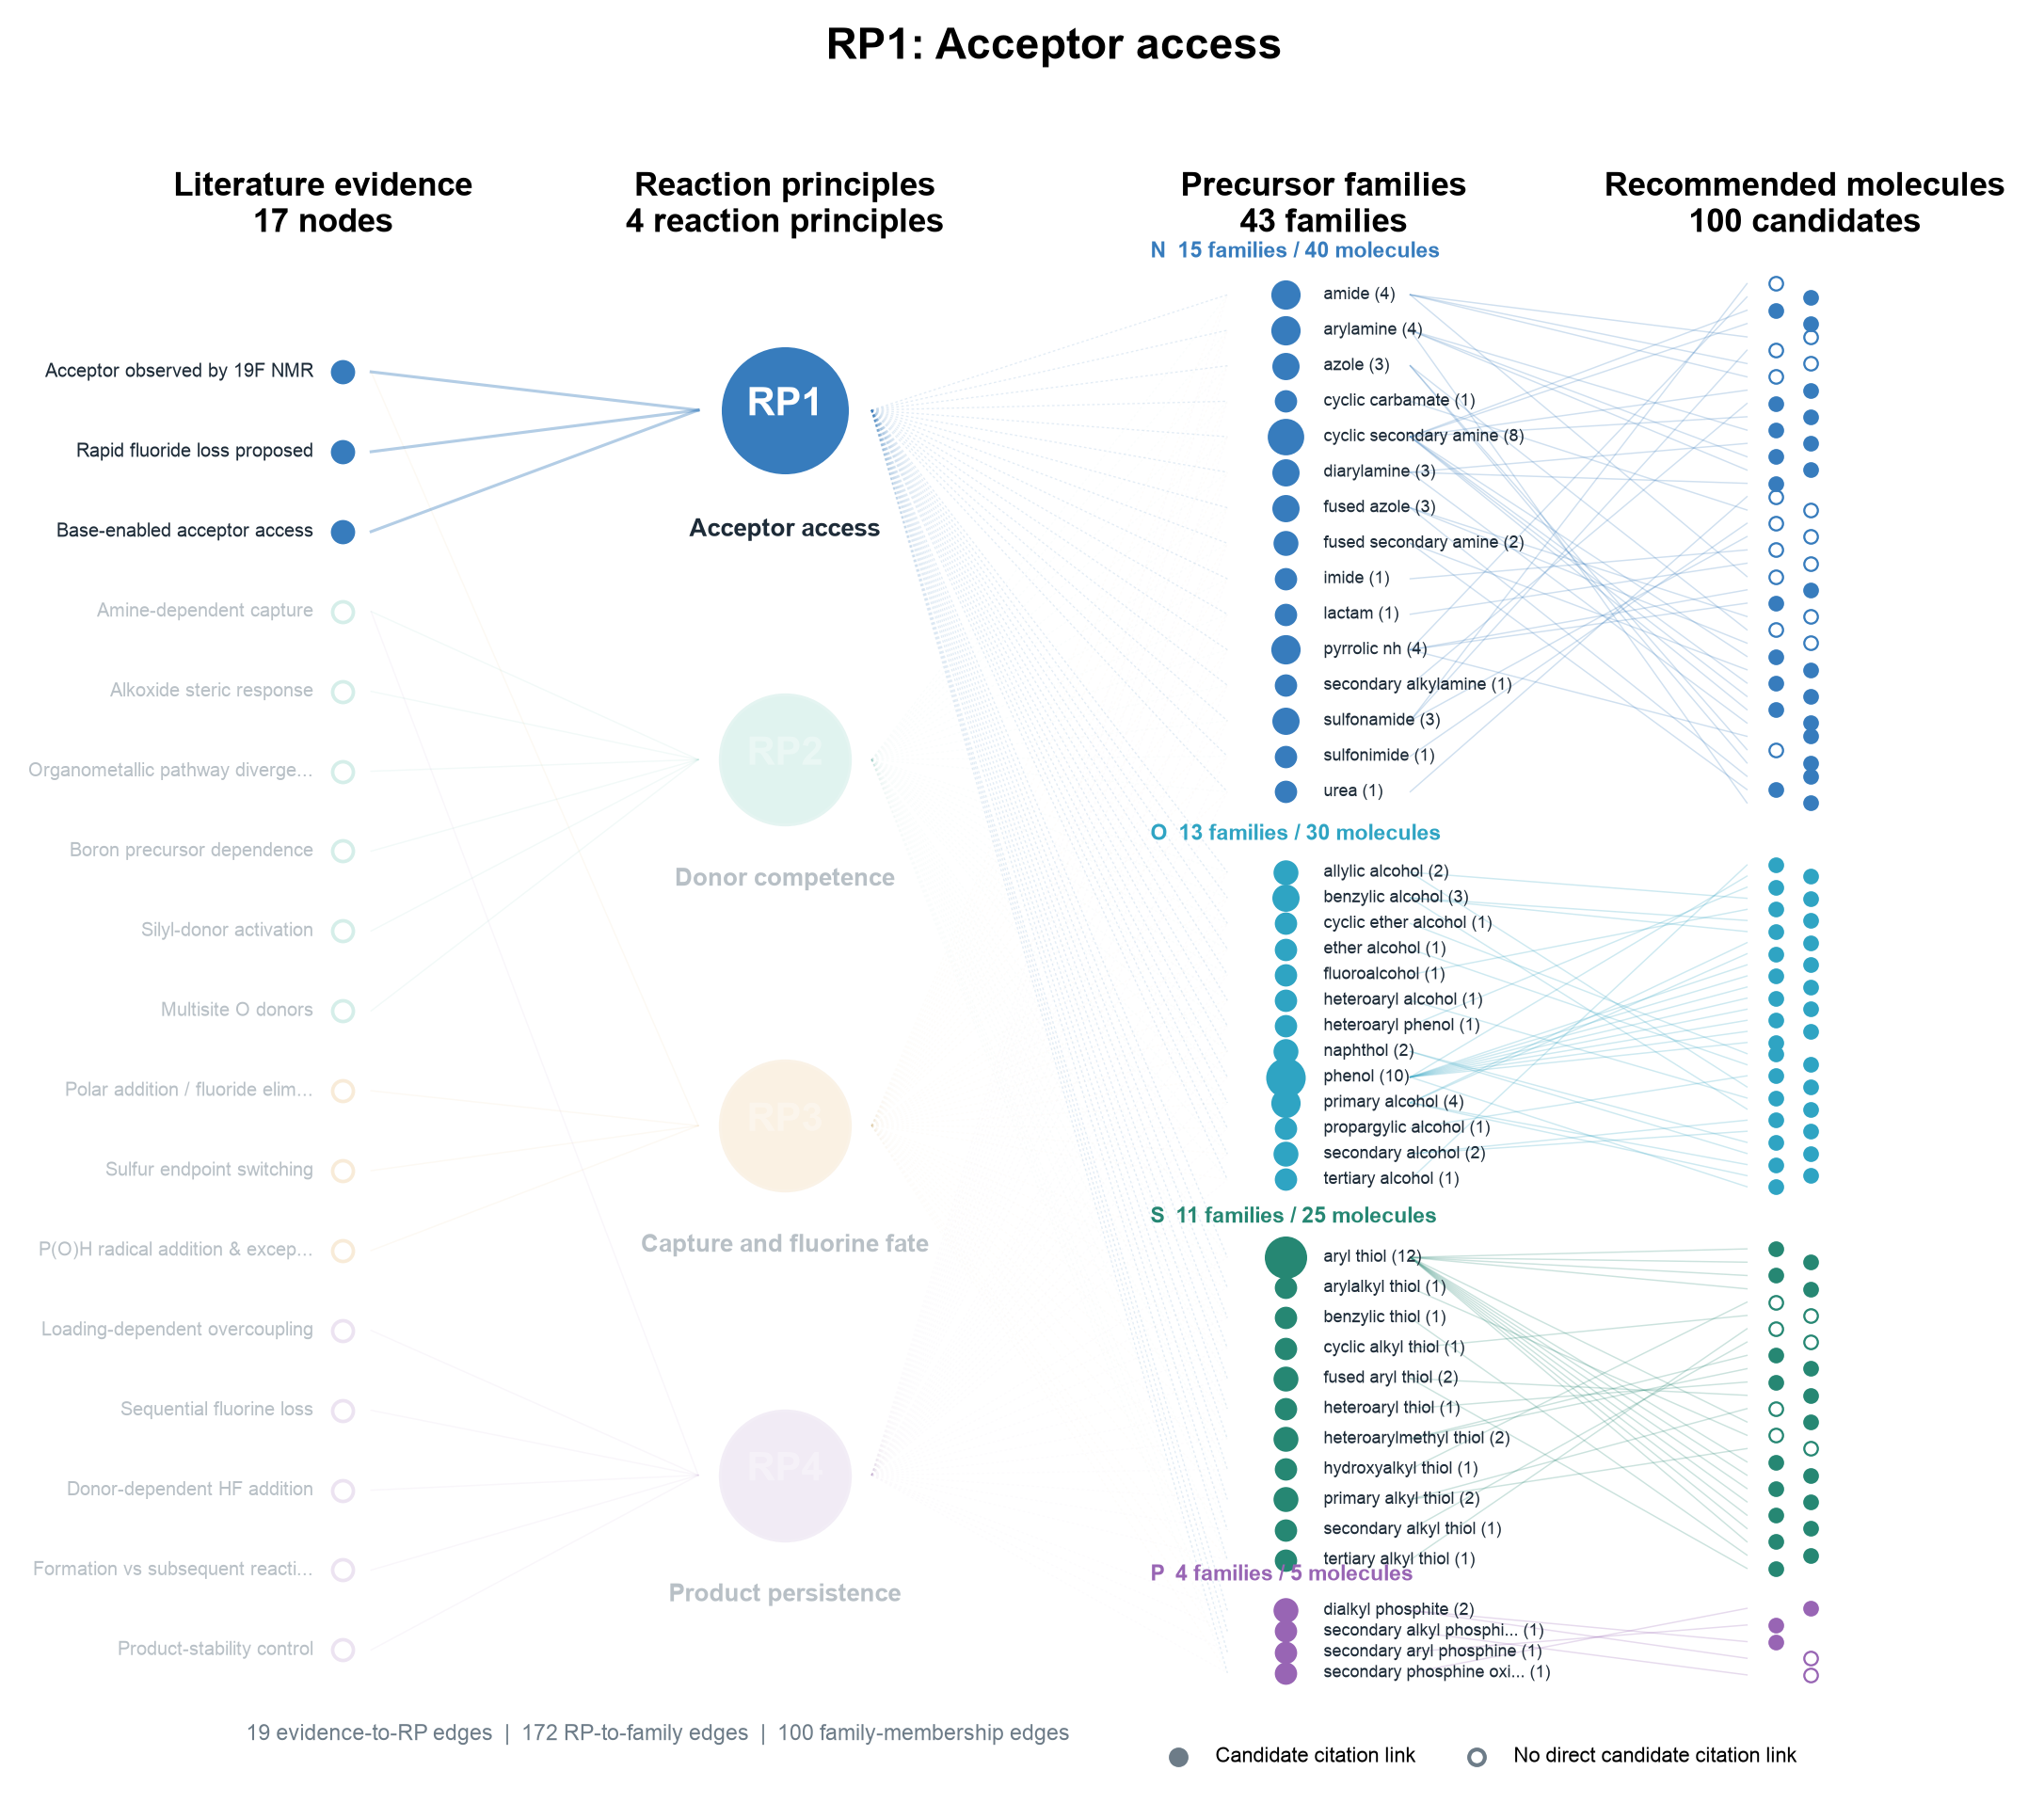 RP1: Acceptor access
Literature evidence
17 nodes
Reaction principles
4 reaction principles
Precursor families
43 families
Recommended molecules
100 candidates
Acceptor observed by 19F NMR
Rapid fluoride loss proposed
Base-enabled acceptor access
Amine-dependent capture
Alkoxide steric response
Organometallic pathway diverge...
Boron precursor dependence
Silyl-donor activation
Multisite O donors
Polar addition / fluoride elim...
Sulfur endpoint switching
P(O)H radical addition & excep...
Loading-dependent overcoupling
Sequential fluorine loss
Donor-dependent HF addition
Formation vs subsequent reacti...
Product-stability control
RP1
Acceptor access
RP2
Donor competence
RP3
Capture and fluorine fate
RP4
Product persistence
N 15 families / 40 molecules
amide (4)
arylamine (4)
azole (3)
cyclic carbamate (1)
cyclic secondary amine (8)
diarylamine (3)
fused azole (3)
fused secondary amine (2)
imide (1)
lactam (1)
pyrrolic nh (4)
secondary alkylamine (1)
sulfonamide (3)
sulfonimide (1)
urea (1)
O 13 families / 30 molecules
allylic alcohol (2)
benzylic alcohol (3)
cyclic ether alcohol (1)
ether alcohol (1)
fluoroalcohol (1)
heteroaryl alcohol (1)
heteroaryl phenol (1)
naphthol (2)
phenol (10)
primary alcohol (4)
propargylic alcohol (1)
secondary alcohol (2)
tertiary alcohol (1)
S 11 families / 25 molecules
aryl thiol (12)
arylalkyl thiol (1)
benzylic thiol (1)
cyclic alkyl thiol (1)
fused aryl thiol (2)
heteroaryl thiol (1)
heteroarylmethyl thiol (2)
hydroxyalkyl thiol (1)
primary alkyl thiol (2)
secondary alkyl thiol (1)
tertiary alkyl thiol (1)
P 4 families / 5 molecules
dialkyl phosphite (2)
secondary alkyl phosphi... (1)
secondary aryl phosphine (1)
secondary phosphine oxi... (1)
19 evidence-to-RP edges | 172 RP-to-family edges | 100 family-membership edges
Candidate citation link
No direct candidate citation link